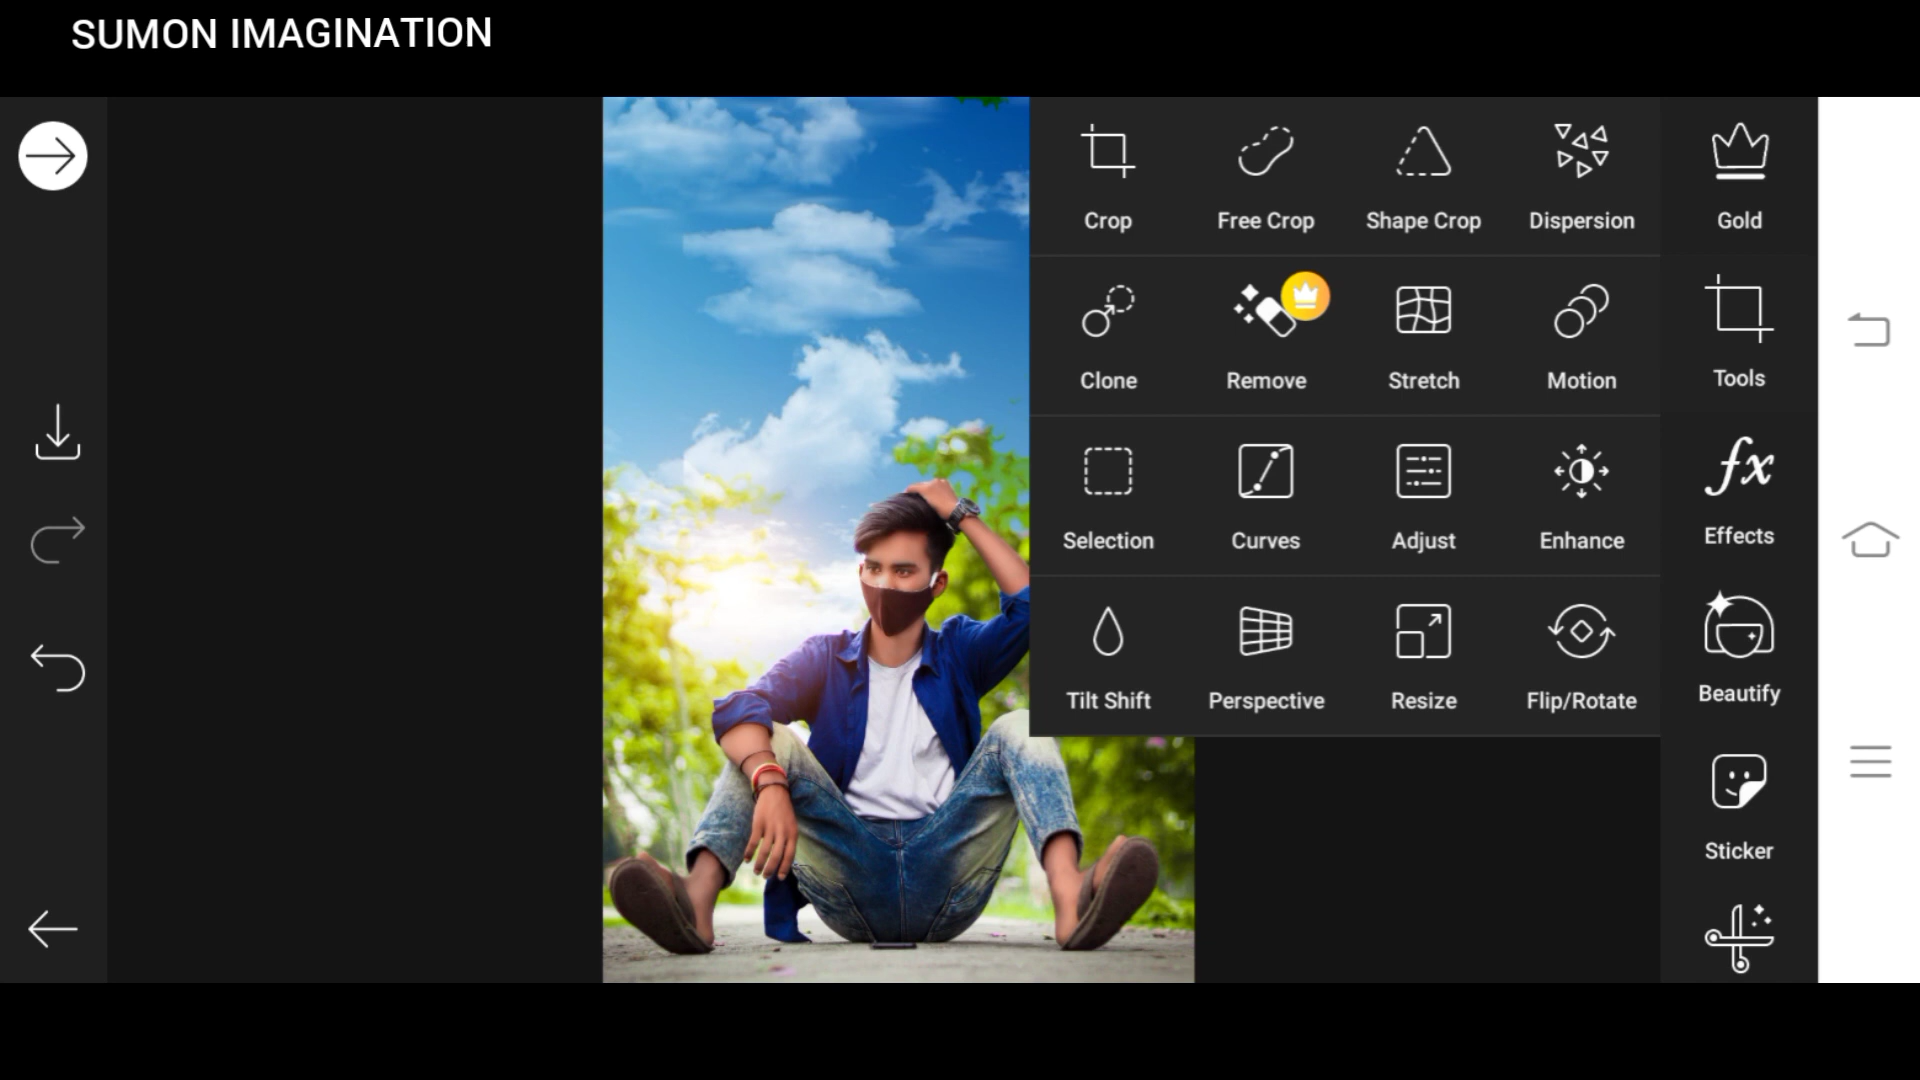 SUMON IMAGINATION
Crop Free Crop Shape Crop Dispersion Gold
Clone Remove Stretch Motion Tools
Selection Curves Adjust Enhance Effects
Tilt Shift Perspective Resize Flip/Rotate Beautify
Sticker